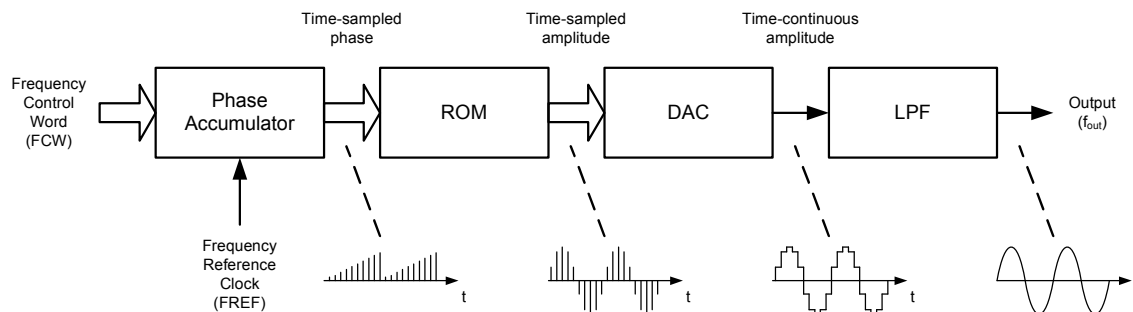 Time-sampled
phase
Time-sampled
amplitude
Time-continuous
amplitude
Frequency
Control
Word
(FCW)
Phase
Accumulator
ROM
DAC
LPF
Output
(fout)
Frequency
Reference
Clock
(FREF)
t
t
t